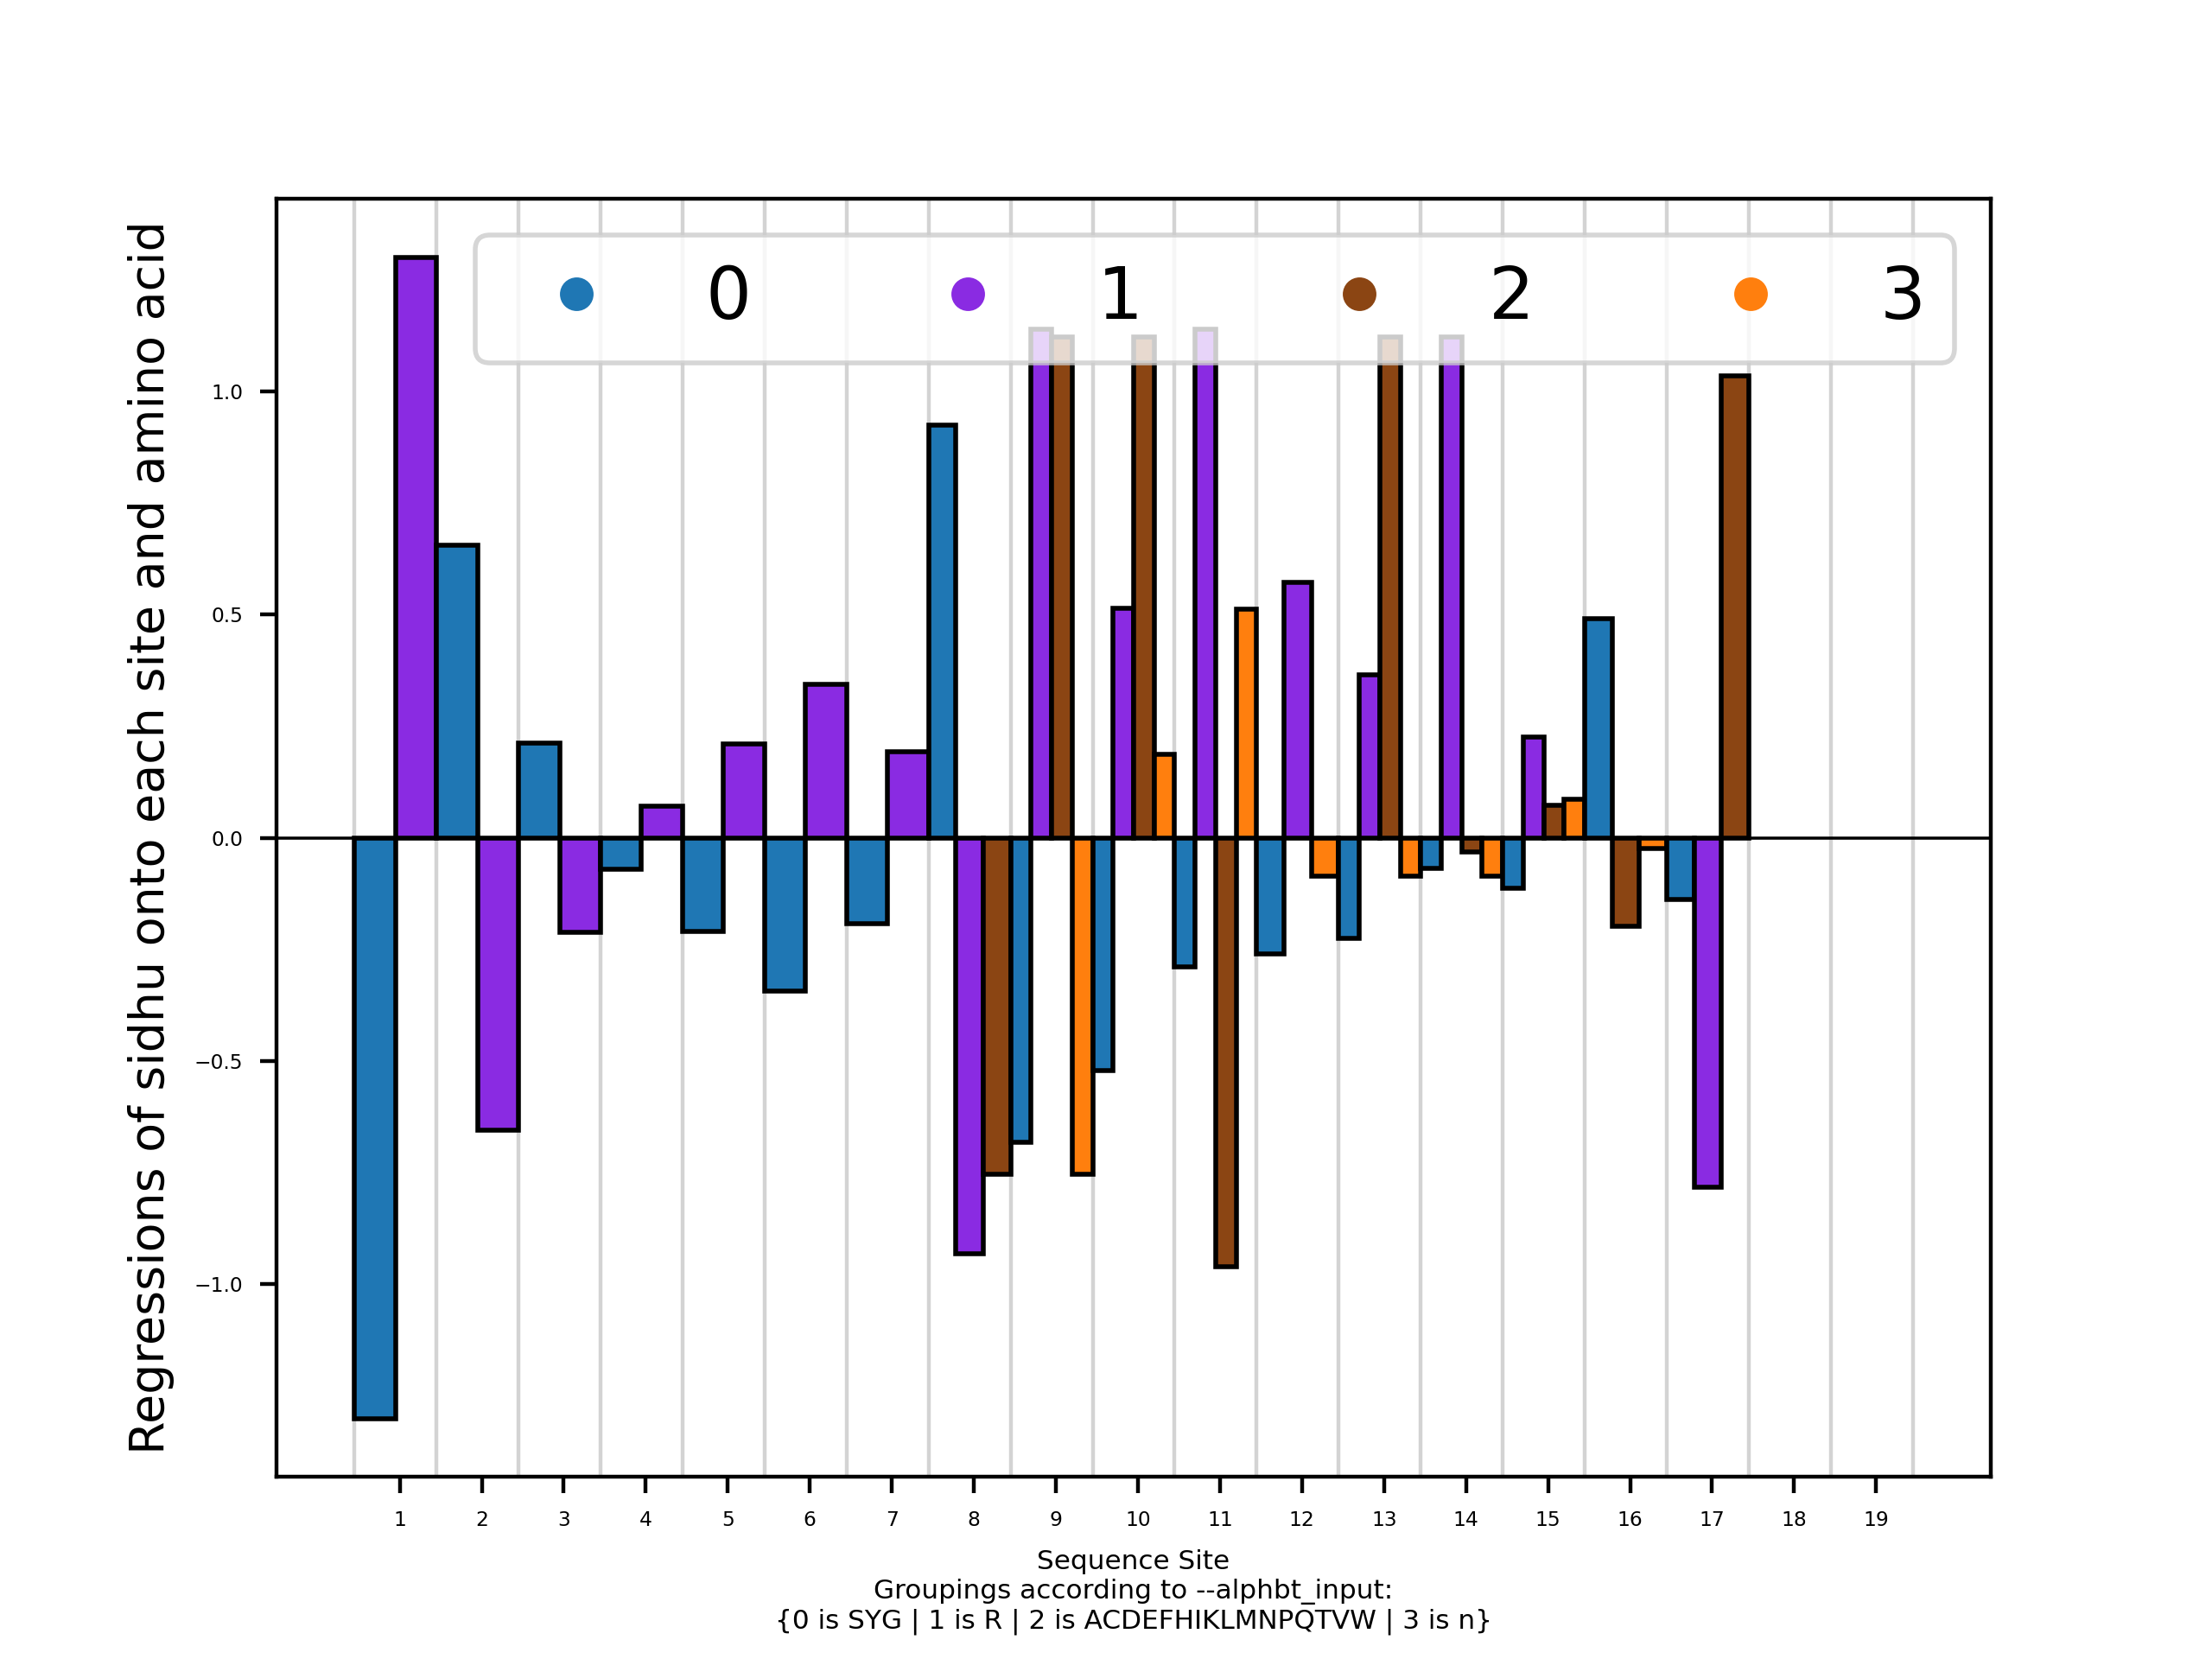 Regressions of sidhu onto each site and amino acid
0 1 2 3
1.0
0.5
0.0
−0.5
−1.0
1 2 3 4 5 6 7 8 9 10 11 12 13 14 15 16 17 18 19
Sequence Site
Groupings according to --alphbt_input:
{0 is SYG | 1 is R | 2 is ACDEFHIKLMNPQTVW | 3 is n}